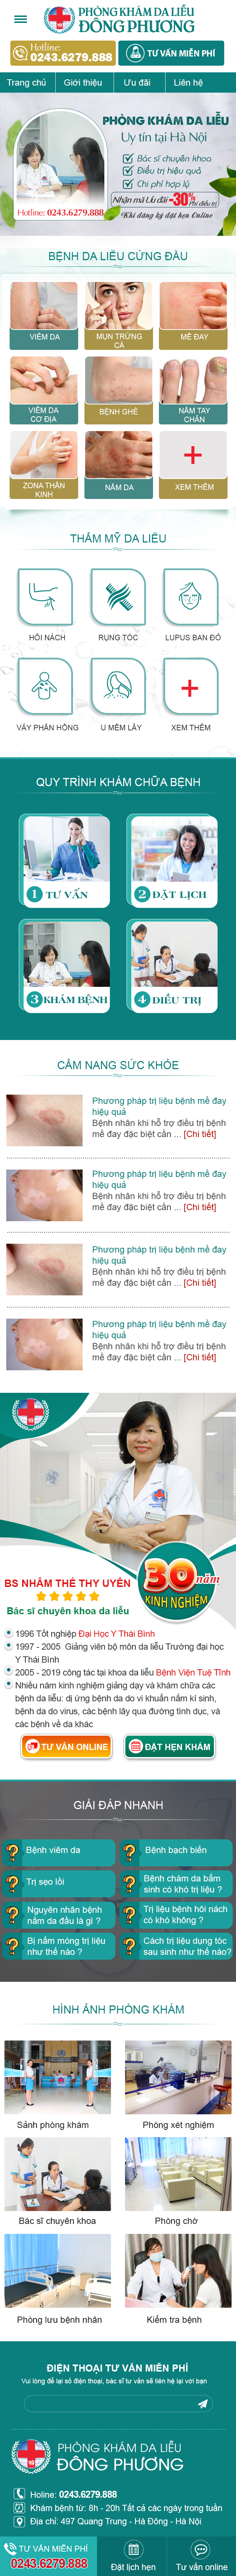 PHÒNG KHÁM DA LIỄU
ĐÔNG PHƯƠNG
Hotline:
0243.6279.888
TƯ VẤN MIỄN PHÍ
Trang chủ
Giới thiệu
Ưu đãi
Liên hệ
PHÒNG KHÁM DA LIỄU
Uy tín tại Hà Nội
Bác sĩ chuyên khoa
Điều trị hiệu quả
Chi phí hợp lý
Nhận mã Ưu đãi -30% Phí điều trị
Khi đăng ký đặt hẹn Online
Hotline: 0243.6279.888
BỆNH DA LIỄU CỨNG ĐẦU
VIÊM DA
MỤN TRỨNG
CÁ
MỀ ĐAY
VIÊM DA
CƠ ĐỊA
BỆNH GHẺ
NẤM TAY
CHÂN
ZONA THẦN
KINH
NẤM DA
XEM THÊM
THẨM MỸ DA LIỄU
HÔI NÁCH
RỤNG TÓC
LUPUS BAN ĐỎ
VẢY PHẤN HỒNG
U MỀM LÂY
XEM THÊM
QUY TRÌNH KHÁM CHỮA BỆNH
1 TƯ VẤN
2 ĐẶT LỊCH
3 KHÁM BỆNH
4 ĐIỀU TRỊ
CẨM NANG SỨC KHỎE
Phương pháp trị liệu bệnh mề đay
hiệu quả
Bệnh nhân khi hỗ trợ điều trị bệnh
mề đay đặc biệt cần ... [Chi tiết]
Phương pháp trị liệu bệnh mề đay
hiệu quả
Bệnh nhân khi hỗ trợ điều trị bệnh
mề đay đặc biệt cần ... [Chi tiết]
Phương pháp trị liệu bệnh mề đay
hiệu quả
Bệnh nhân khi hỗ trợ điều trị bệnh
mề đay đặc biệt cần ... [Chi tiết]
Phương pháp trị liệu bệnh mề đay
hiệu quả
Bệnh nhân khi hỗ trợ điều trị bệnh
mề đay đặc biệt cần ... [Chi tiết]
30 năm
KINH NGHIỆM
BS NHÂM THẾ THY UYÊN
Bác sĩ chuyên khoa da liễu
1996 Tốt nghiệp Đại Học Y Thái Bình
1997 - 2005 Giảng viên bộ môn da liễu Trường đại học
Y Thái Bình
2005 - 2019 công tác tại khoa da liễu Bệnh Viện Tuệ Tĩnh
Nhiều năm kinh nghiệm giảng dạy và khám chữa các
bệnh da liễu: dị ứng bệnh da do vi khuẩn nấm kí sinh,
bệnh da do virus, các bệnh lây qua đường tình dục, và
các bệnh về da khác
TƯ VẤN ONLINE
ĐẶT HẸN KHÁM
GIẢI ĐÁP NHANH
Bệnh viêm da
Bệnh bạch biến
Trị sẹo lồi
Bệnh chàm da bẩm
sinh có khó trị liệu ?
Nguyên nhân bệnh
nấm da đầu là gì ?
Trị liệu bệnh hôi nách
có khó không ?
Bị nấm móng trị liệu
như thế nào ?
Cách trị liệu dụng tóc
sau sinh như thế nào?
HÌNH ẢNH PHÒNG KHÁM
Sảnh phòng khám
Phòng xét nghiệm
Bác sĩ chuyên khoa
Phòng chờ
Phòng lưu bệnh nhân
Kiểm tra bệnh
ĐIỆN THOẠI TƯ VẤN MIỄN PHÍ
Vui lòng để lại số điện thoại, bác sĩ tư vấn sẽ liên hệ lại với bạn
PHÒNG KHÁM DA LIỄU
ĐÔNG PHƯƠNG
Holine: 0243.6279.888
Khám bệnh từ: 8h - 20h Tất cả các ngày trong tuần
Địa chỉ: 497 Quang Trung - Hà Đông - Hà Nội
TƯ VẤN MIỄN PHÍ
0243.6279.888
Đặt lịch hẹn
Tư vấn online